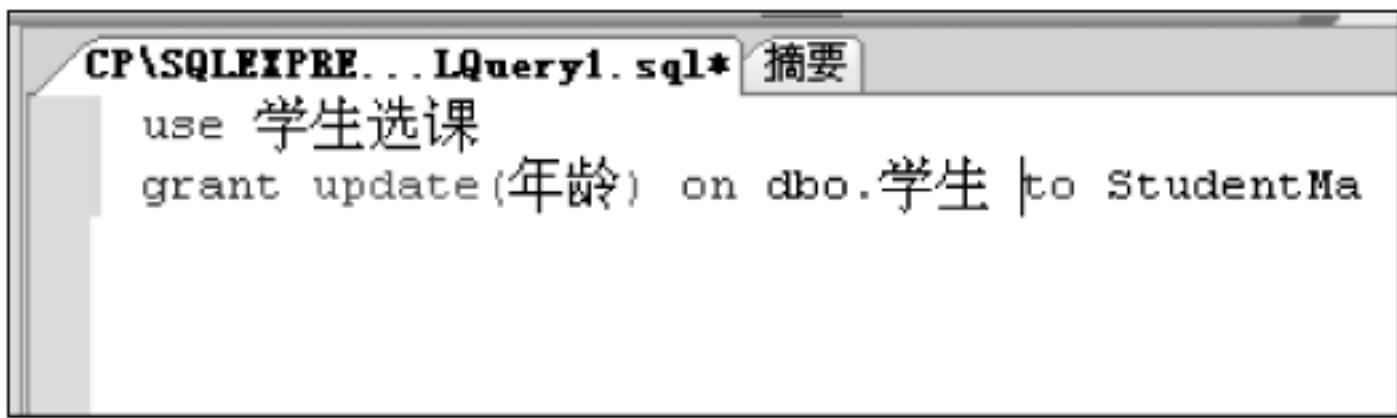 CP\SQLEXPRE...LQuery1.sql* 摘要
use 学生选课
grant update(年龄) on dbo.学生 to StudentMa